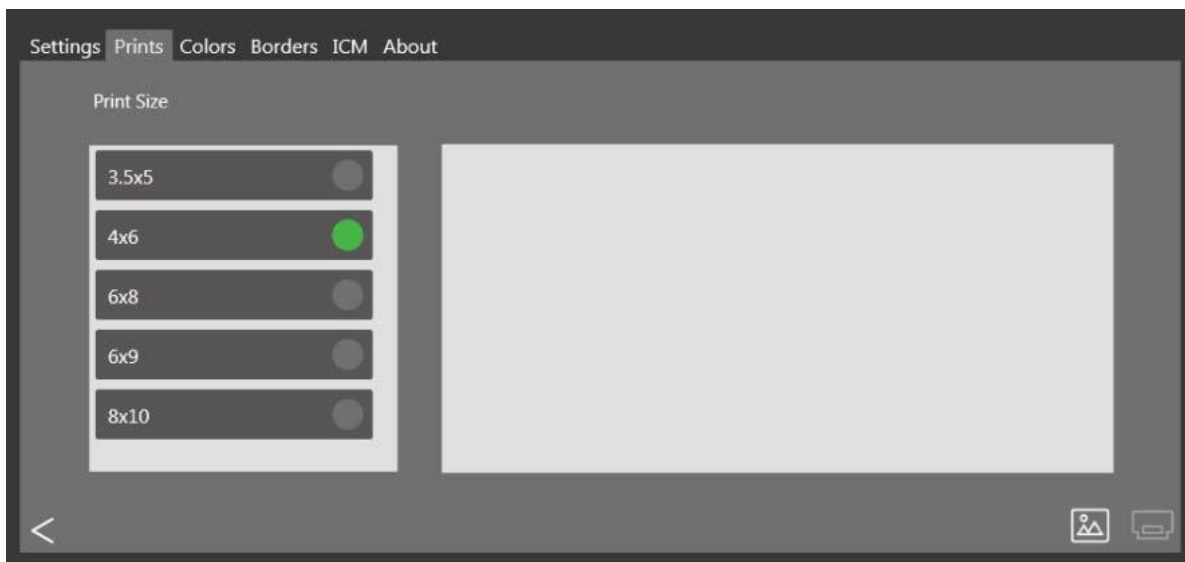 Settings Prints Colors Borders ICM About
Print Size
3.5x5
4x6
6x8
6x9
8x10